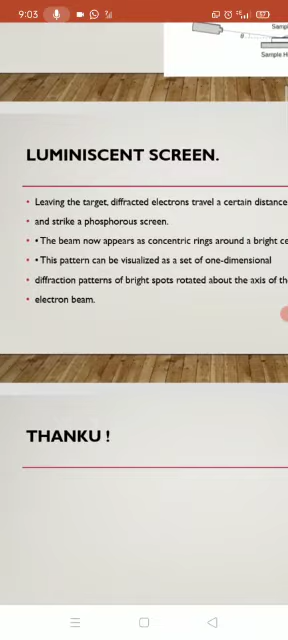 9:03
Sampl
θ
Sample H
LUMINISCENT SCREEN.
• Leaving the target, diffracted electrons travel a certain distance
• and strike a phosphorous screen.
• • The beam now appears as concentric rings around a bright ce
• • This pattern can be visualized as a set of one-dimensional
• diffraction patterns of bright spots rotated about the axis of th
• electron beam.
THANKU !